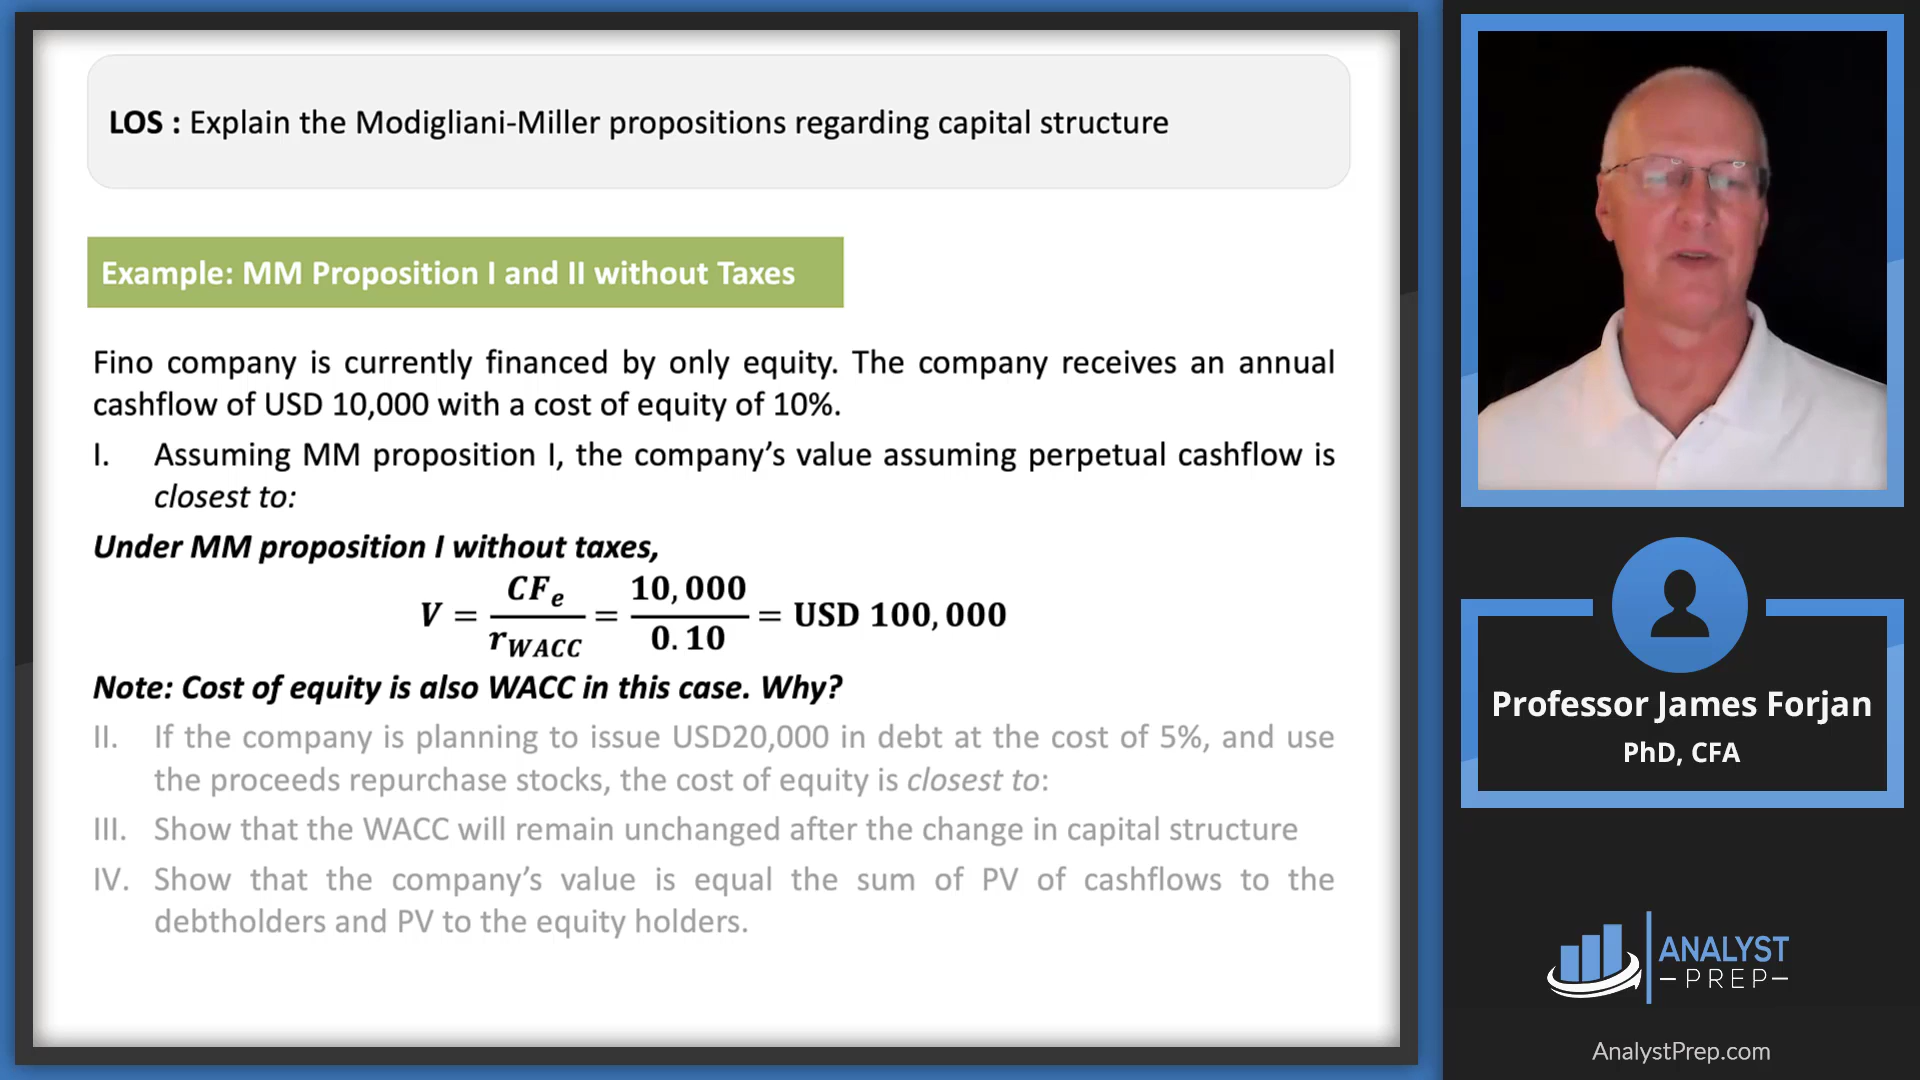 LOS : Explain the Modigliani-Miller propositions regarding capital structure
Example: MM Proposition I and II without Taxes
Fino company is currently financed by only equity. The company receives an annual
cashflow of USD 10,000 with a cost of equity of 10%.
I. Assuming MM proposition I, the company’s value assuming perpetual cashflow is
closest to:
Under MM proposition I without taxes,
V = CFe / rWACC = 10,000 / 0.10 = USD 100,000
Note: Cost of equity is also WACC in this case. Why?
II. If the company is planning to issue USD20,000 in debt at the cost of 5%, and use
the proceeds repurchase stocks, the cost of equity is closest to:
III. Show that the WACC will remain unchanged after the change in capital structure
IV. Show that the company’s value is equal the sum of PV of cashflows to the
debtholders and PV to the equity holders.
Professor James Forjan
PhD, CFA
ANALYST
PREP
AnalystPrep.com